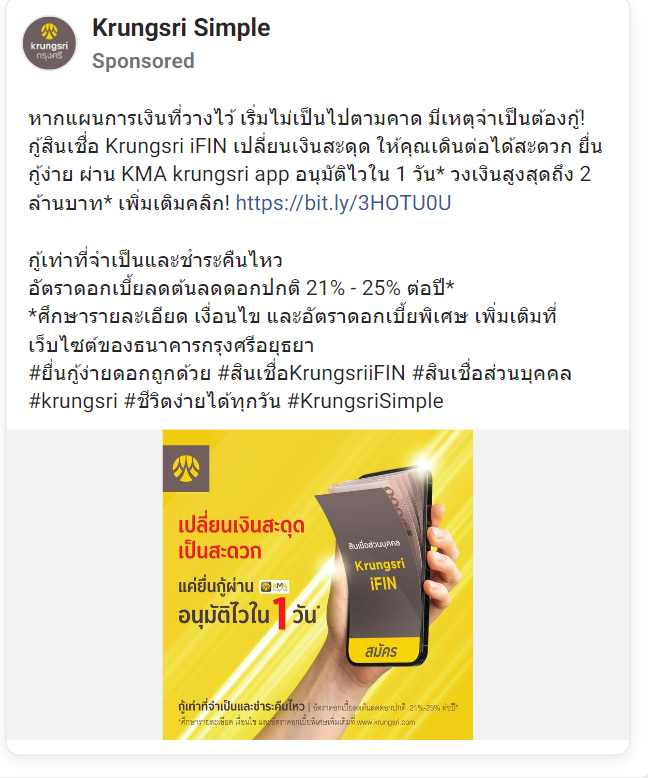 Krungsri Simple
Sponsored
krungsri
กรุงศรี
หากแผนการเงินที่วางไว้ เริ่มไม่เป็นไปตามคาด มีเหตุจำเป็นต้องกู้!
กู้สินเชื่อ Krungsri iFIN เปลี่ยนเงินสะดุด ให้คุณเดินต่อได้สะดวก ยื่น
กู้ง่าย ผ่าน KMA krungsri app อนุมัติไวใน 1 วัน* วงเงินสูงสุดถึง 2
ล้านบาท* เพิ่มเติมคลิก! https://bit.ly/3HOTU0U
กู้เท่าที่จำเป็นและชำระคืนไหว
อัตราดอกเบี้ยลดต้นลดดอกปกติ 21% - 25% ต่อปี*
*ศึกษารายละเอียด เงื่อนไข และอัตราดอกเบี้ยพิเศษ เพิ่มเติมที่
เว็บไซต์ของธนาคารกรุงศรีอยุธยา
#ยื่นกู้ง่ายดอกถูกด้วย #สินเชื่อKrungsriiFIN #สินเชื่อส่วนบุคคล
#krungsri #ชีวิตง่ายได้ทุกวัน #KrungsriSimple
เปลี่ยนเงินสะดุด
เป็นสะดวก
แค่ยื่นกู้ผ่าน KMA
อนุมัติไวใน 1 วัน*
สินเชื่อส่วนบุคคล
Krungsri
iFIN
สมัคร
กู้เท่าที่จำเป็นและชำระคืนไหว | อัตราดอกเบี้ยลดต้นลดดอกปกติ 21%-25% ต่อปี*
*ศึกษารายละเอียด เงื่อนไข และอัตราดอกเบี้ยพิเศษเพิ่มเติมที่ www.krungsri.com